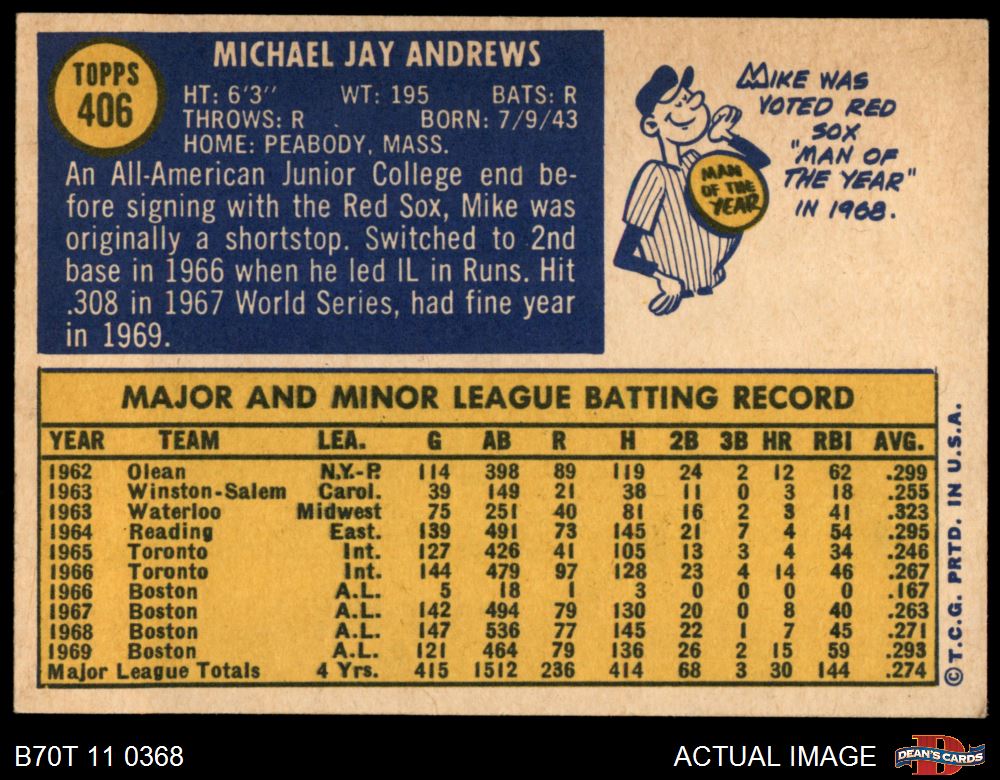 TOPPS
406
MICHAEL JAY ANDREWS
HT: 6'3" WT: 195 BATS: R
THROWS: R BORN: 7/9/43
HOME: PEABODY, MASS.
An All-American Junior College end be-
fore signing with the Red Sox, Mike was
originally a shortstop. Switched to 2nd
base in 1966 when he led IL in Runs. Hit
.308 in 1967 World Series, had fine year
in 1969.
MIKE WAS
VOTED RED
SOX
"MAN OF
THE YEAR"
IN 1968.
MAN
OF THE
YEAR
MAJOR AND MINOR LEAGUE BATTING RECORD
YEAR TEAM LEA. G AB R H 2B 3B HR RBI AVG.
1962 Olean N.Y.-P. 114 398 89 119 24 2 12 62 .299
1963 Winston-Salem Carol. 39 149 21 38 11 0 3 18 .255
1963 Waterloo Midwest 75 251 40 81 16 2 3 41 .323
1964 Reading East. 139 491 73 145 21 7 4 54 .295
1965 Toronto Int. 127 426 41 105 13 3 4 34 .246
1966 Toronto Int. 144 479 97 128 23 4 14 46 .267
1966 Boston A.L. 5 18 1 3 0 0 0 0 .167
1967 Boston A.L. 142 494 79 130 20 0 8 40 .263
1968 Boston A.L. 147 536 77 145 22 1 7 45 .271
1969 Boston A.L. 121 464 79 136 26 2 15 59 .293
Major League Totals 4 Yrs. 415 1512 236 414 68 3 30 144 .274
©T.C.G. PRTD. IN U.S.A.
B70T 11 0368
ACTUAL IMAGE
DEAN'S CARDS